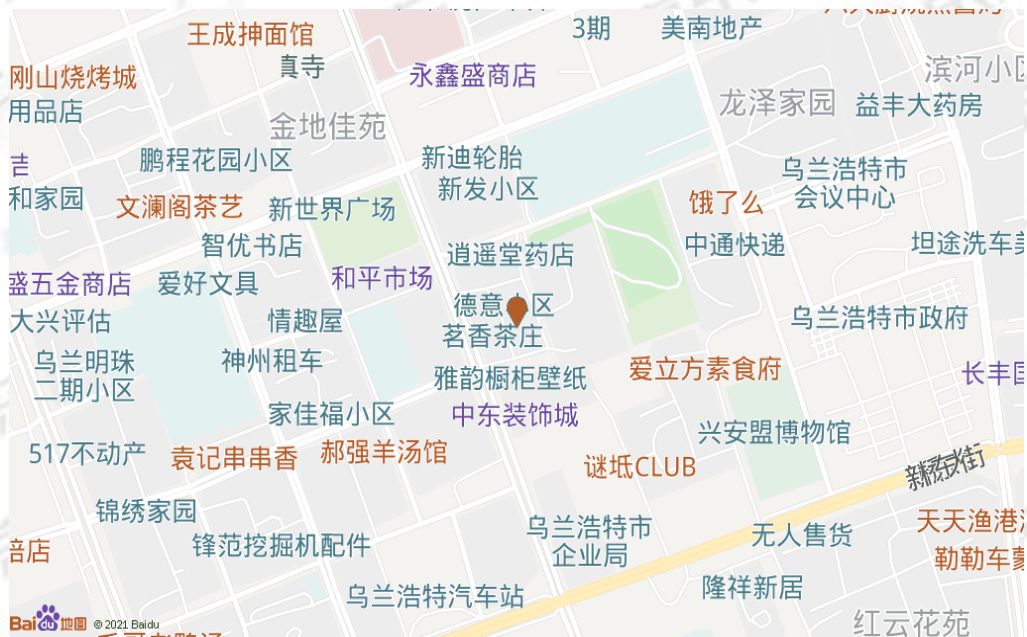 3期
美南地产
王成抻面馆
真寺
刚山烧烤城
永鑫盛商店
滨河小区
用品店
龙泽家园
益丰大药房
金地佳苑
鹏程花园小区
新迪轮胎
新发小区
乌兰浩特市
会议中心
吉
和家园
文澜阁茶艺
新世界广场
饿了么
智优书店
逍遥堂药店
中通快递
坦途洗车美
盛五金商店
爱好文具
和平市场
德意小区
大兴评估
情趣屋
茗香茶庄
乌兰浩特市政府
乌兰明珠
二期小区
神州租车
雅韵橱柜壁纸
爱立方素食府
长丰国
家佳福小区
中东装饰城
兴安盟博物馆
517不动产
袁记串串香
郝强羊汤馆
谜坻CLUB
新桥东大街
锦绣家园
乌兰浩特市
企业局
无人售货
天天渔港
锋范挖掘机配件
倍店
勒勒车蒙
乌兰浩特汽车站
隆祥新居
红云花苑
Bai du 地图 © 2021 Baidu